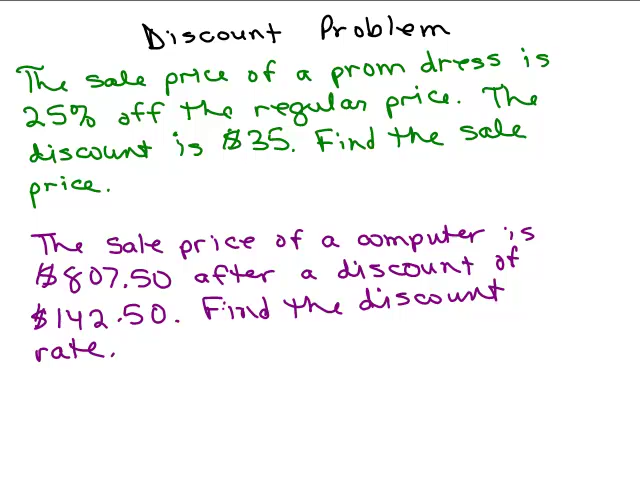 Discount Problem
The sale price of a prom dress is
25% off the regular price. The
discount is $35. Find the sale
price.
The sale price of a computer is
$807.50 after a discount of
$142.50. Find the discount
rate.